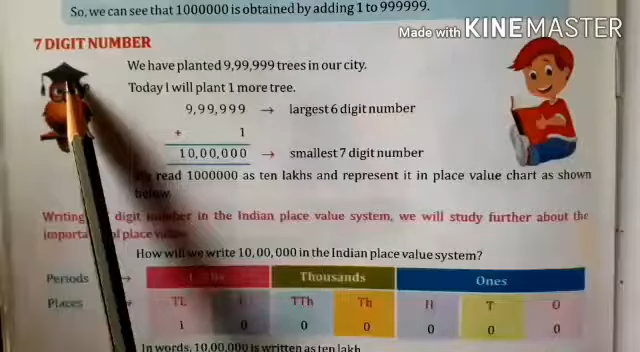 So, we can see that 1000000 is obtained by adding 1 to 999999.
Made with KINEMASTER
7 DIGIT NUMBER
We have planted 9,99,999 trees in our city.
Today I will plant 1 more tree.
9,99,999 → largest 6 digit number
+ 1
10,00,000 → smallest 7 digit number
read 1000000 as ten lakhs and represent it in place value chart as shown
below.
Writing digit number in the Indian place value system, we will study further about the
of place value.
How will we write 10,00,000 in the Indian place value system?
Periods → Thousands Ones
Places TL TTh Th H T O
1 0 0 0 0 0 0
In words, 10,00,000 is written as ten lakh.